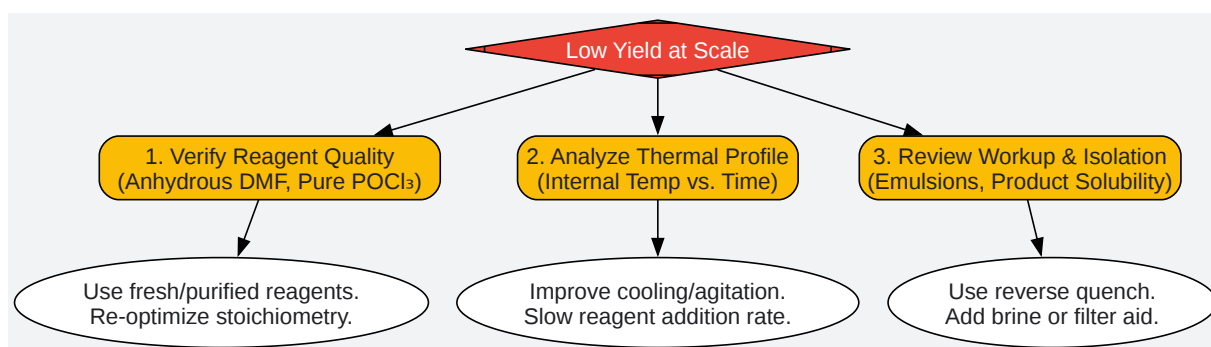 Low Yield at Scale
1. Verify Reagent Quality
(Anhydrous DMF, Pure POCl₃)
2. Analyze Thermal Profile
(Internal Temp vs. Time)
3. Review Workup & Isolation
(Emulsions, Product Solubility)
Use fresh/purified reagents.
Re-optimize stoichiometry.
Improve cooling/agitation.
Slow reagent addition rate.
Use reverse quench.
Add brine or filter aid.